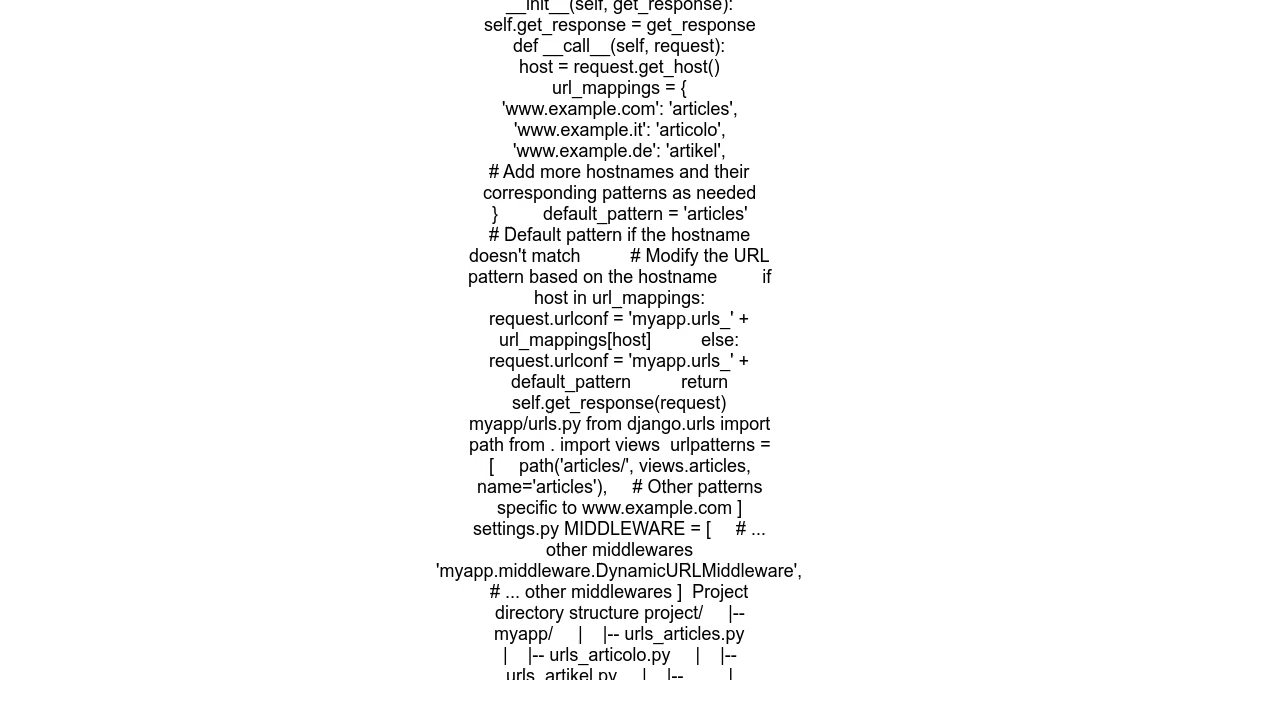 __init__(self, get_response):
self.get_response = get_response
def __call__(self, request):
host = request.get_host()
url_mappings = {
'www.example.com': 'articles',
'www.example.it': 'articolo',
'www.example.de': 'artikel',
# Add more hostnames and their
corresponding patterns as needed
}         default_pattern = 'articles'
# Default pattern if the hostname
doesn't match          # Modify the URL
pattern based on the hostname         if
host in url_mappings:
request.urlconf = 'myapp.urls_' +
url_mappings[host]          else:
request.urlconf = 'myapp.urls_' +
default_pattern          return
self.get_response(request)
myapp/urls.py from django.urls import
path from . import views  urlpatterns =
[     path('articles/', views.articles,
name='articles'),     # Other patterns
specific to www.example.com ]
settings.py MIDDLEWARE = [     # ...
other middlewares
'myapp.middleware.DynamicURLMiddleware',
# ... other middlewares ]  Project
directory structure project/     |--
myapp/     |    |-- urls_articles.py
|    |-- urls_articolo.py     |    |--
urls_artikel.py     |    |--         |